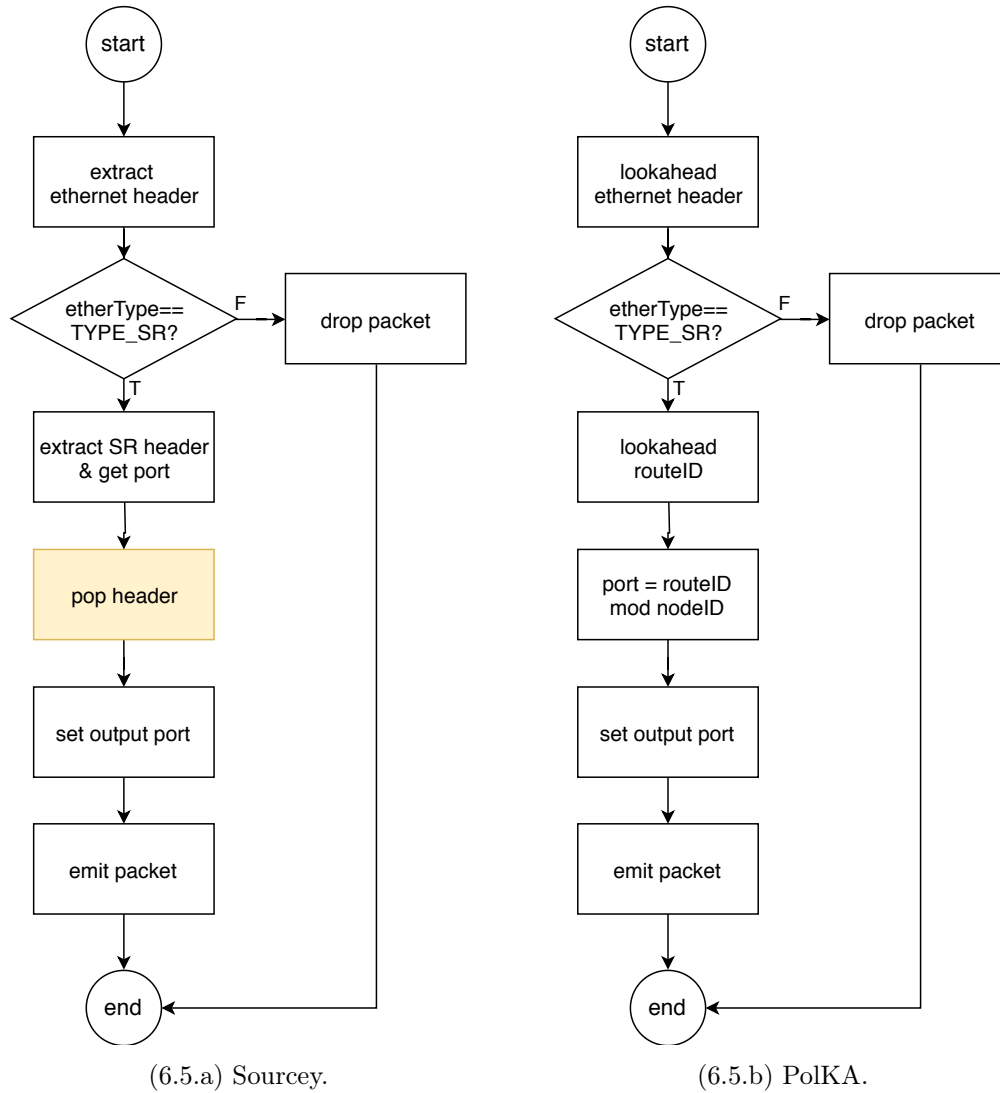 start
extract
ethernet header
etherType==
TYPE_SR?
F
drop packet
T
extract SR header
& get port
pop header
set output port
emit packet
end
(6.5.a) Sourcey.
start
lookahead
ethernet header
etherType==
TYPE_SR?
F
drop packet
T
lookahead
routeID
port = routeID
mod nodeID
set output port
emit packet
end
(6.5.b) PolKA.